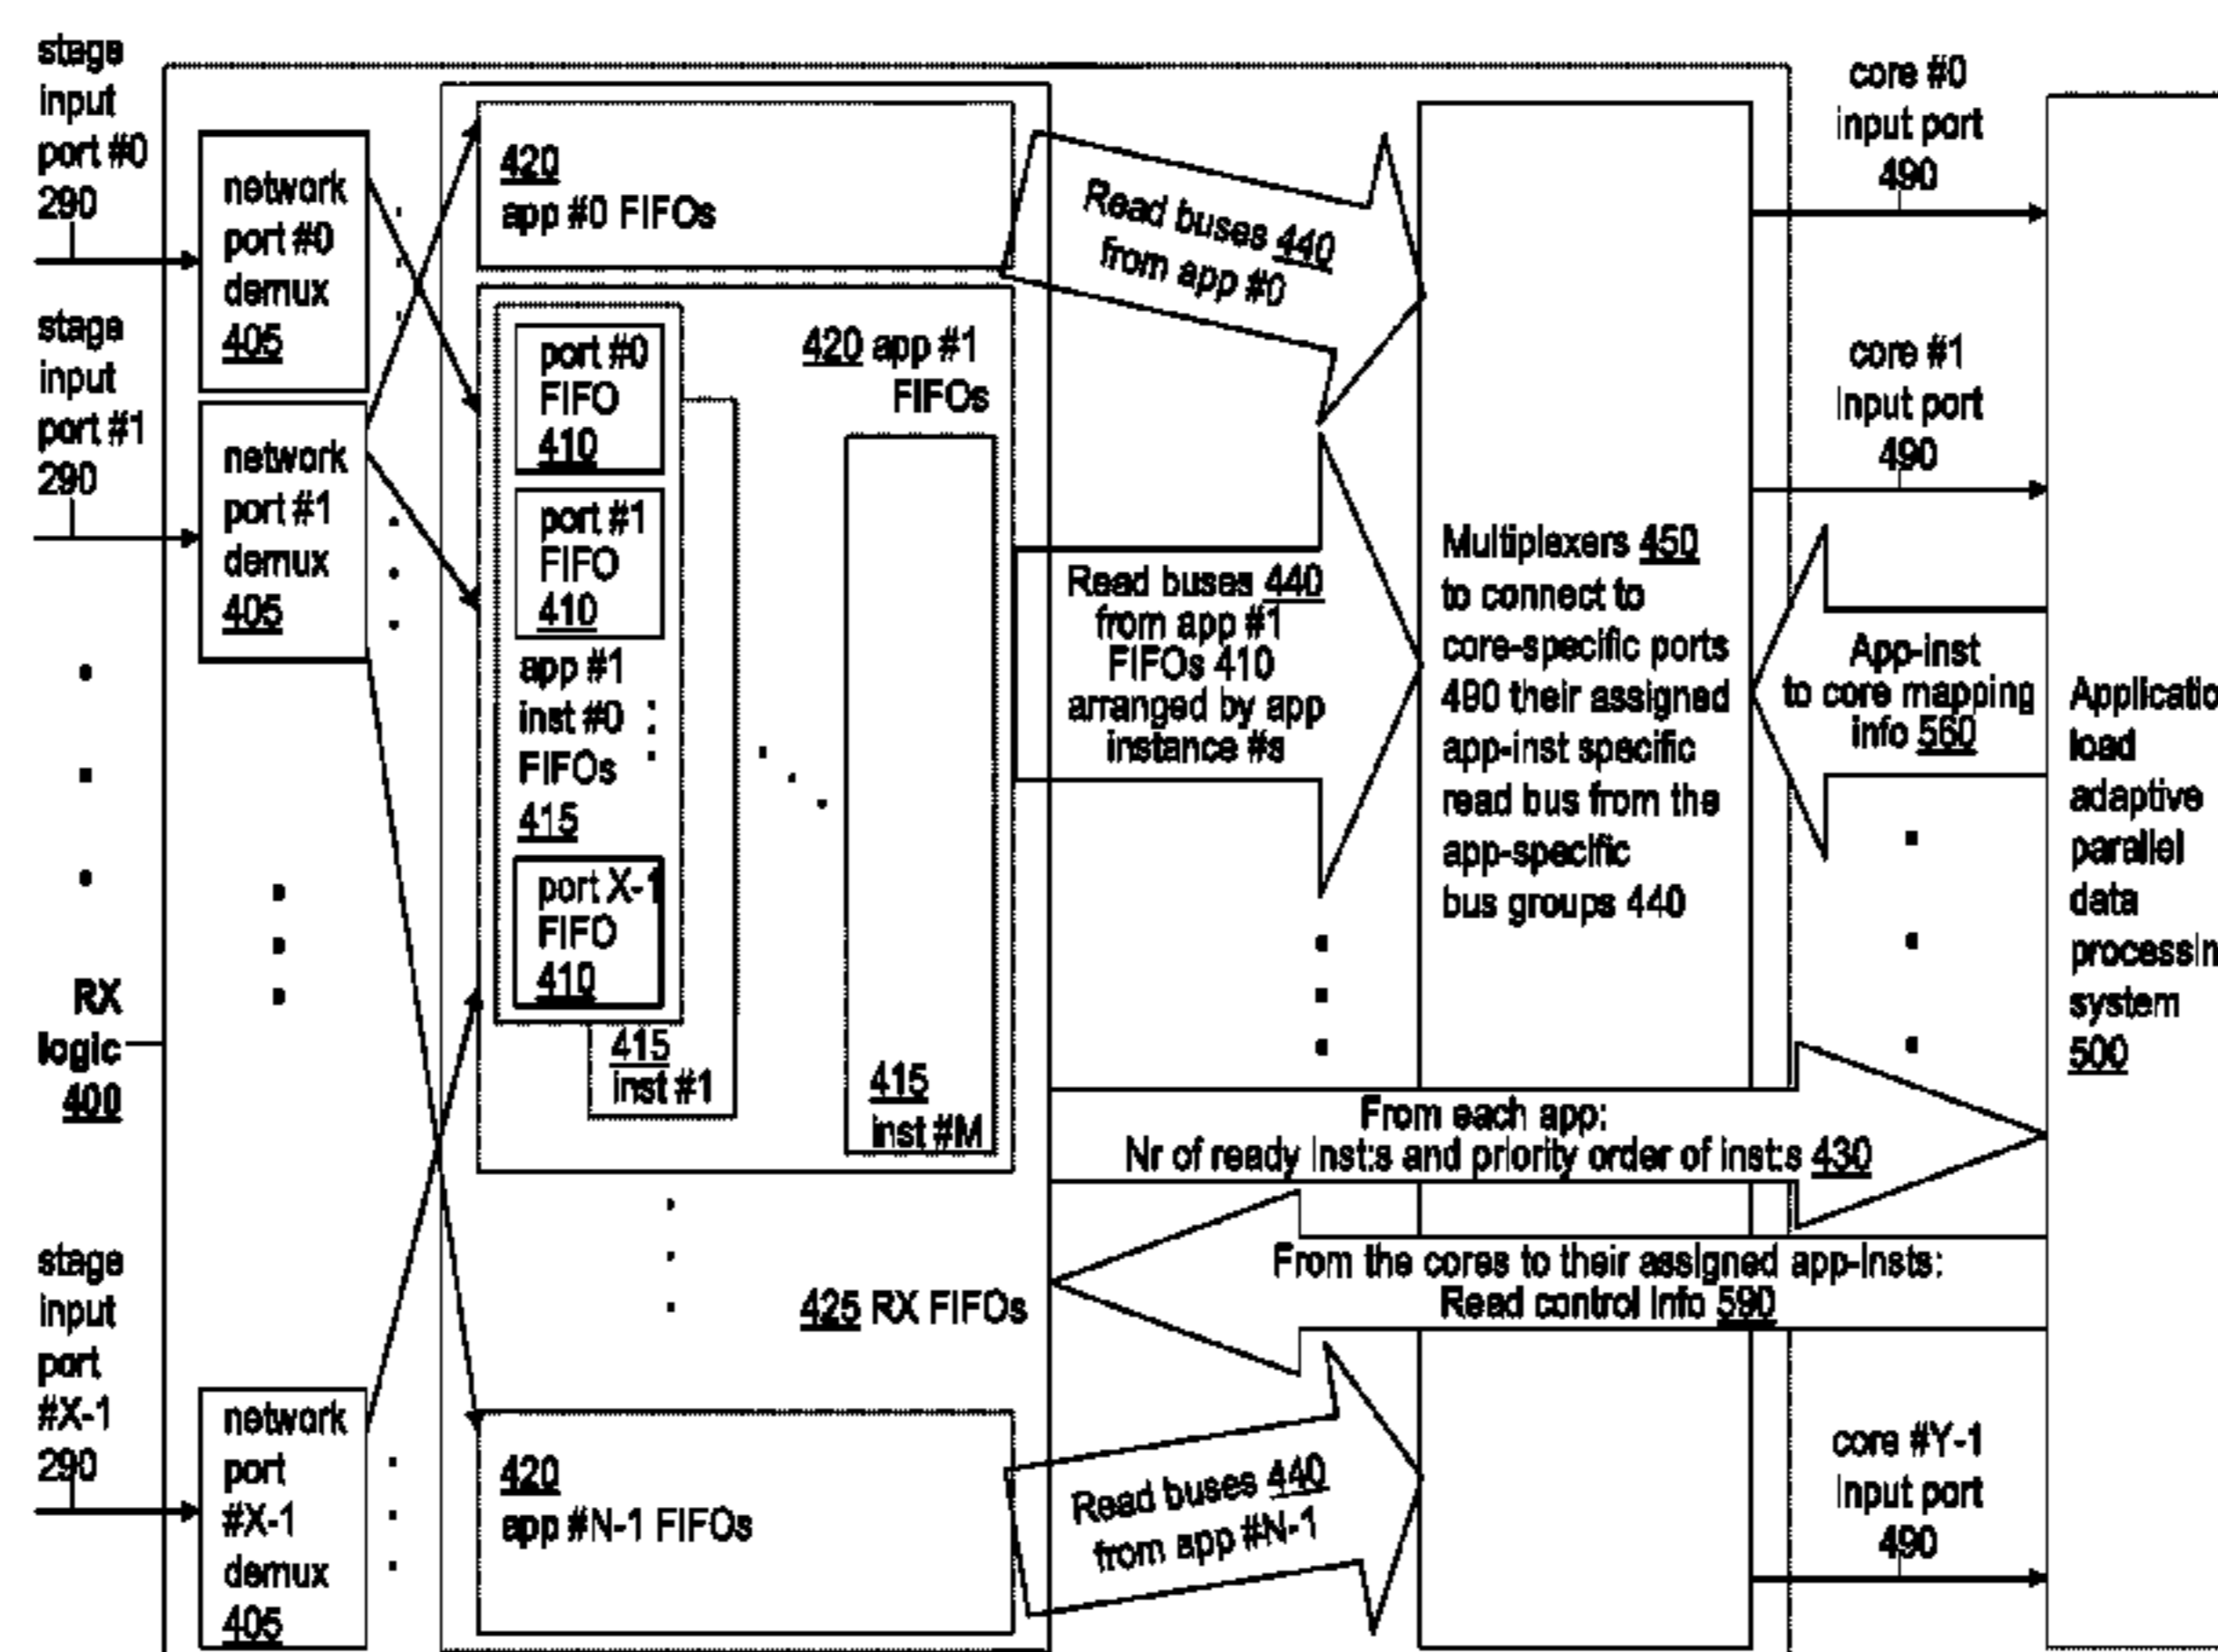 stage
input
port #0
290
stage
input
port #1
290
RX
logic
400
stage
input
port
#X-1
290
network
port #0
demux
405
network
port #1
demux
405
network
port
#X-1
demux
405
420
app #0 FIFOs
port #0
FIFO
410
port #1
FIFO
410
app #1
inst #0
FIFOs
415
port X-1
FIFO
410
415
inst #1
420 app #1
FIFOs
415
inst #M
425 RX FIFOs
420
app #N-1 FIFOs
Read buses 440
from app #0
Read buses 440
from app #1
FIFOs 410
arranged by app
instance #s
Multiplexers 450
to connect to
core-specific ports
490 their assigned
app-inst specific
read bus from the
app-specific
bus groups 440
From each app:
Nr of ready inst:s and priority order of inst:s 430
From the cores to their assigned app-insts:
Read control info 590
Read buses 440
from app #N-1
core #0
input port
490
core #1
input port
490
App-inst
to core mapping
info 560
core #Y-1
input port
490
Applicatio
load
adaptive
parallel
data
processin
system
500